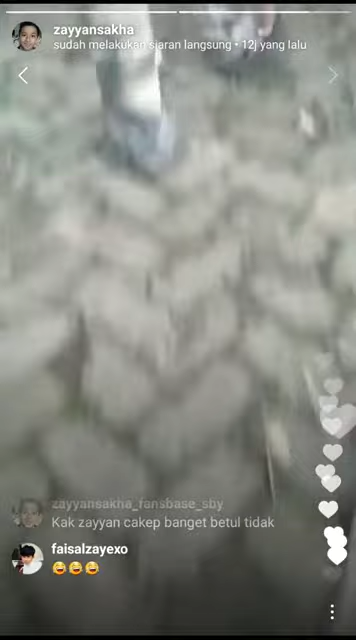 zayyansakha
sudah melakukan siaran langsung • 12j yang lalu
zayyansakha_fansbase_sby
Kak zayyan cakep banget betul tidak
faisalzayexo
😂😂😂